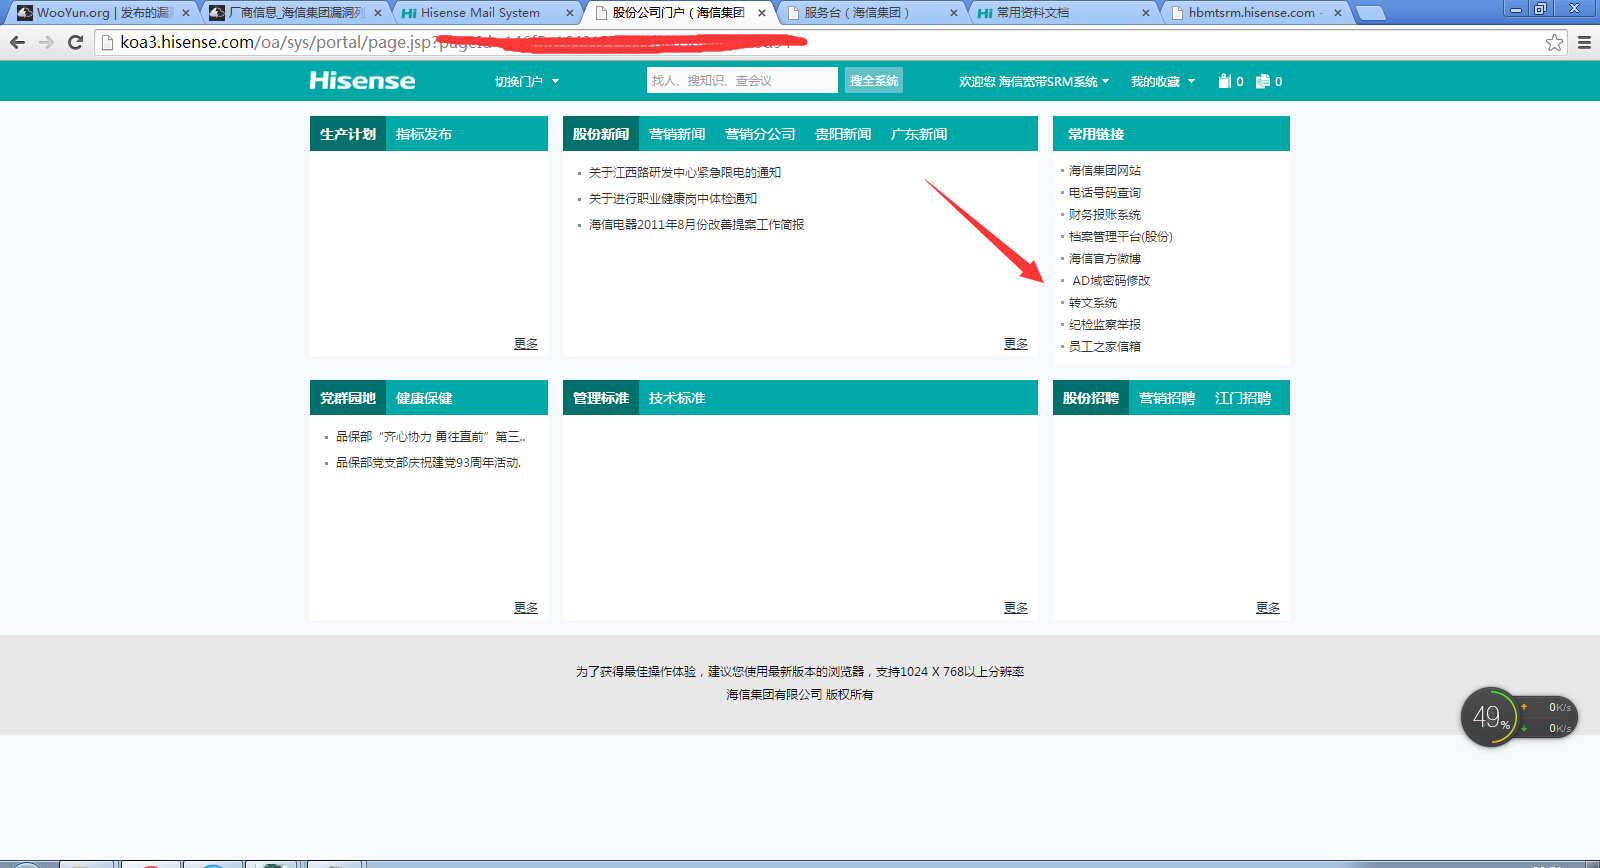 WooYun.org | 发布的漏
厂商信息_海信集团漏洞列
Hisense Mail System
股份公司门户（海信集团
服务台（海信集团）
常用资料文档
hbmtsrm.hisense.com
koa3.hisense.com/oa/sys/portal/page.jsp?
Hisense
切换门户
找人、搜知识、查会议
搜全系统
欢迎您 海信宽带SRM系统
我的收藏
0
0
生产计划 指标发布
更多
股份新闻 营销新闻 营销分公司 贵阳新闻 广东新闻
关于江西路研发中心紧急限电的通知
关于进行职业健康岗中体检通知
海信电器2011年8月份改善提案工作简报
更多
常用链接
海信集团网站
电话号码查询
财务报账系统
档案管理平台(股份)
海信官方微博
AD域密码修改
转文系统
纪检监察举报
员工之家信箱
党群园地 健康保健
品保部“齐心协力 勇往直前”第三..
品保部党支部庆祝建党93周年活动.
更多
管理标准 技术标准
更多
股份招聘 营销招聘 江门招聘
更多
为了获得最佳操作体验，建议您使用最新版本的浏览器，支持1024 X 768以上分辨率
海信集团有限公司 版权所有
49%
0K/s
0K/s